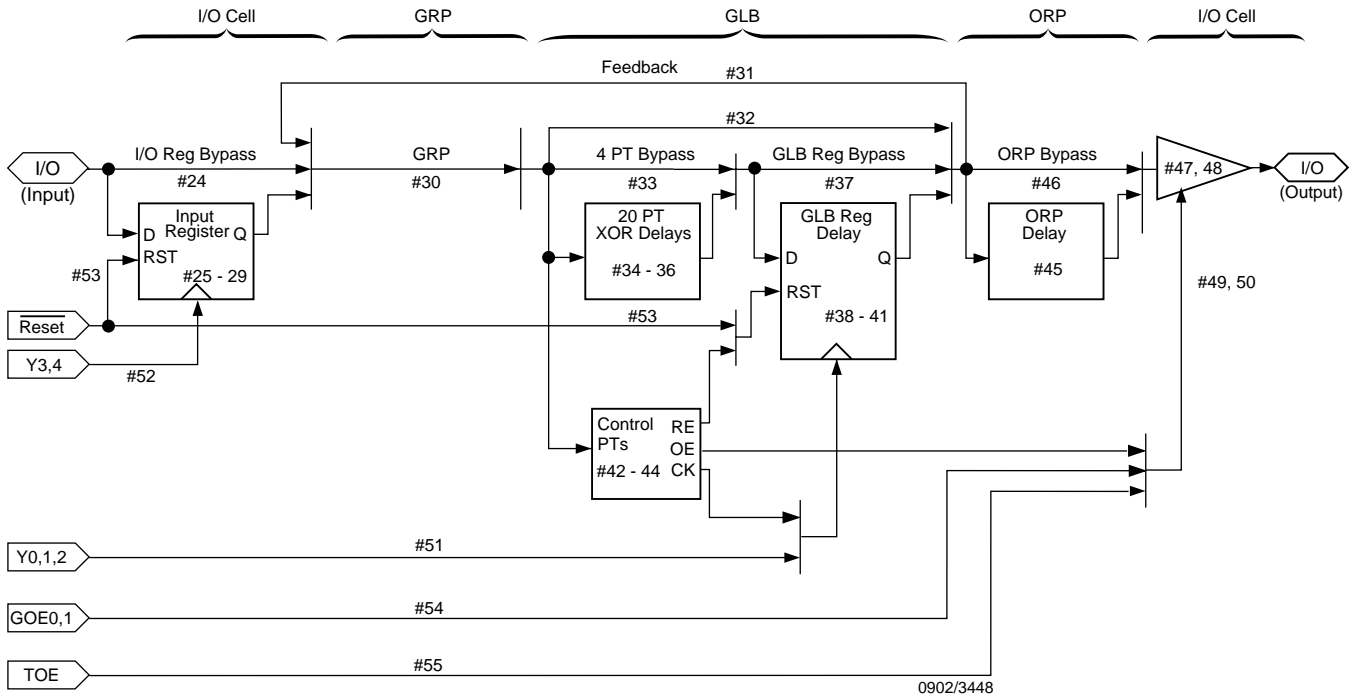 I/O Cell
GRP
GLB
ORP
I/O Cell
Feedback
#31
#32
I/O
(Input)
I/O Reg Bypass
#24
GRP
#30
4 PT Bypass
#33
GLB Reg Bypass
#37
ORP Bypass
#46
#47, 48
I/O
(Output)
Input
Register
D
Q
RST
#25 - 29
20 PT
XOR Delays
#34 - 36
GLB Reg
Delay
D
Q
RST
#38 - 41
ORP
Delay
#45
#49, 50
#53
Reset
#53
Y3,4
#52
Control
PTs
#42 - 44
RE
OE
CK
Y0,1,2
#51
GOE0,1
#54
TOE
#55
0902/3448